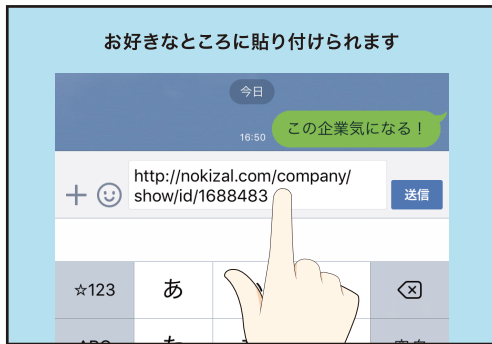 お好きなところに貼り付けられます
今日
この企業気になる！
16:50
http://nokizal.com/company/
show/id/1688483
送信
☆123
あ